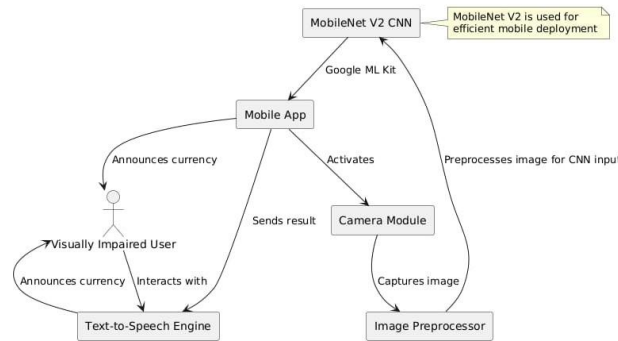 MobileNet V2 CNN
MobileNet V2 is used for
efficient mobile deployment
Google ML Kit
Mobile App
Announces currency
Activates
Preprocesses image for CNN input
Sends result
Camera Module
Visually Impaired User
Announces currency
Interacts with
Captures image
Text-to-Speech Engine
Image Preprocessor